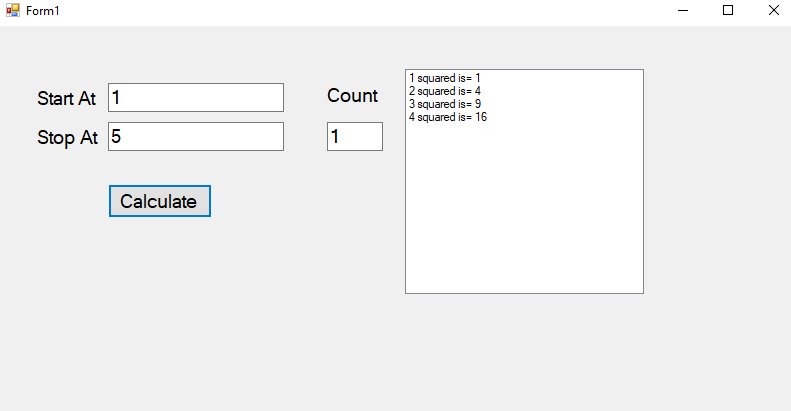 Form1
Start At 1
Stop At 5
Calculate
Count
1
1 squared is= 1
2 squared is= 4
3 squared is= 9
4 squared is= 16